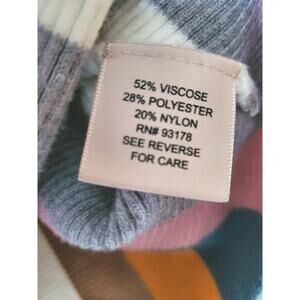 52% VISCOSE
28% POLYESTER
20% NYLON
RN# 93178
SEE REVERSE
FOR CARE